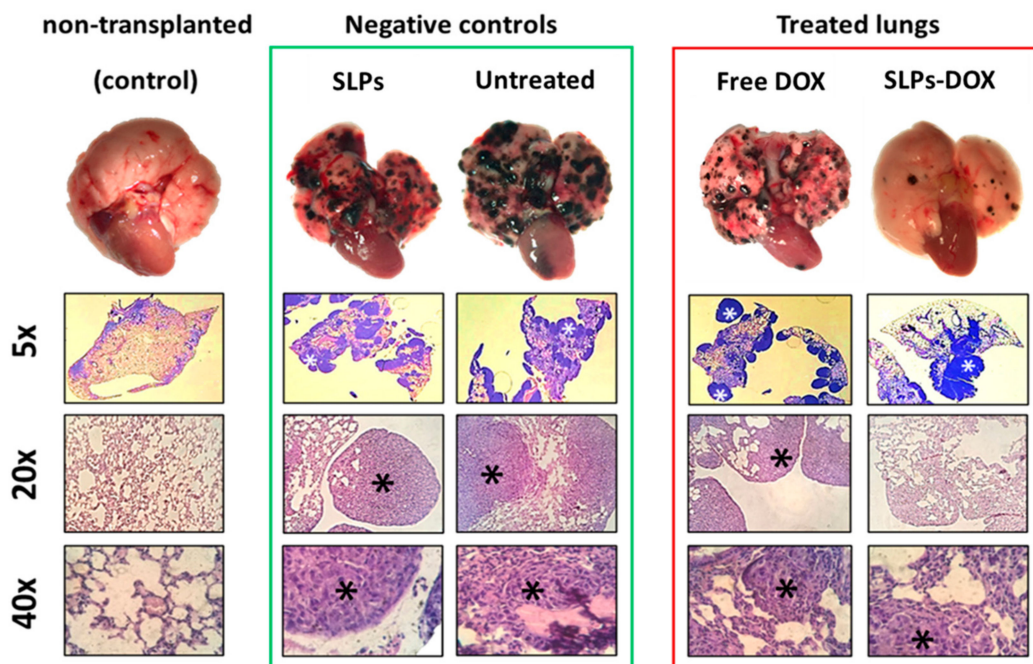 non-transplanted
(control)
Negative controls
SLPs Untreated
Treated lungs
Free DOX SLPs-DOX
5x
* * * * *
20x
* * *
40x
* * * *